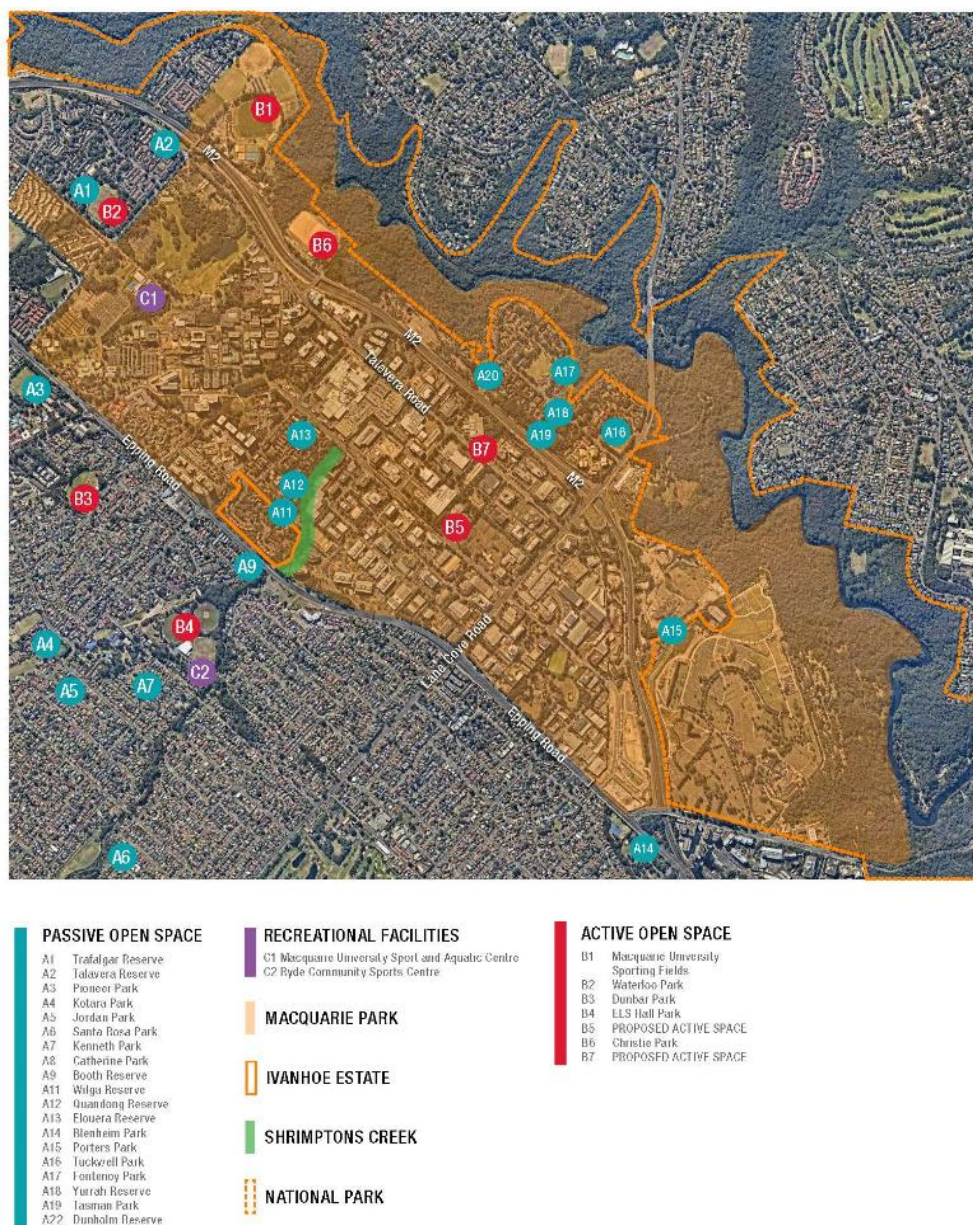 B1
M2
A2
A1
B2
B6
C1
M2
Talavera Road
A20
A17
A3
A18
A13
A19
A16
B7
M2
Epping Road
B3
A12
A11
B5
A9
B4
A15
A4
C2
Lane Cove Road
A5
A7
Epping Road
A14
A6
PASSIVE OPEN SPACE
A1 Trafalgar Reserve
A2 Talavera Reserve
A3 Pioneer Park
A4 Kotara Park
A5 Jordan Park
A6 Santa Rosa Park
A7 Kenneth Park
A8 Catherine Park
A9 Booth Reserve
A11 Wilga Reserve
A12 Quandong Reserve
A13 Elouera Reserve
A14 Blenheim Park
A15 Porters Park
A16 Tuckwell Park
A17 Fontenoy Park
A18 Yurrah Reserve
A19 Tasman Park
A22 Dunholm Reserve
RECREATIONAL FACILITIES
C1 Macquarie University Sport and Aquatic Centre
C2 Ryde Community Sports Centre
MACQUARIE PARK
IVANHOE ESTATE
SHRIMPTONS CREEK
NATIONAL PARK
ACTIVE OPEN SPACE
B1 Macquarie University
Sporting Fields
B2 Waterloo Park
B3 Dunbar Park
B4 ELS Hall Park
B5 PROPOSED ACTIVE SPACE
B6 Christie Park
B7 PROPOSED ACTIVE SPACE